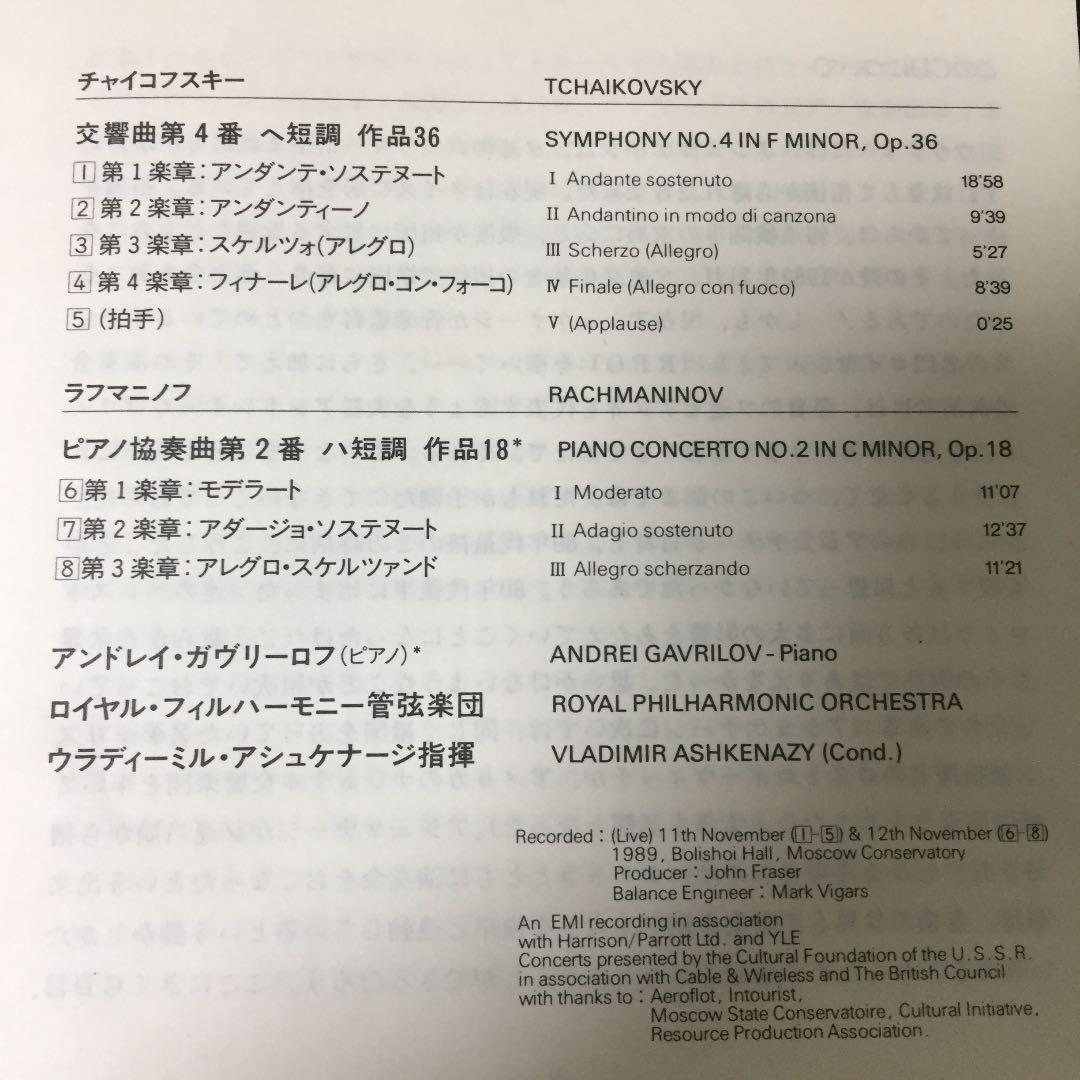 チャイコフスキー TCHAIKOVSKY
交響曲第4番 ヘ短調 作品36 SYMPHONY NO.4 IN F MINOR, Op.36
1 第1楽章:アンダンテ・ソステヌート I Andante sostenuto 18'58
2 第2楽章:アンダンティーノ II Andantino in modo di canzona 9'39
3 第3楽章:スケルツォ(アレグロ) III Scherzo (Allegro) 5'27
4 第4楽章:フィナーレ(アレグロ・コン・フォーコ) IV Finale (Allegro con fuoco) 8'39
5 (拍手) V (Applause) 0'25
ラフマニノフ RACHMANINOV
ピアノ協奏曲第2番 ハ短調 作品18* PIANO CONCERTO NO.2 IN C MINOR, Op.18
6 第1楽章:モデラート I Moderato 11'07
7 第2楽章:アダージョ・ソステヌート II Adagio sostenuto 12'37
8 第3楽章:アレグロ・スケルツァンド III Allegro scherzando 11'21
アンドレイ・ガヴリーロフ(ピアノ)* ANDREI GAVRILOV-Piano
ロイヤル・フィルハーモニー管弦楽団 ROYAL PHILHARMONIC ORCHESTRA
ウラディーミル・アシュケナージ指揮 VLADIMIR ASHKENAZY (Cond.)
Recorded : (Live) 11th November (1-5) & 12th November (6-8)
1989, Bolishoi Hall, Moscow Conservatory
Producer : John Fraser
Balance Engineer : Mark Vigars
An EMI recording in association
with Harrison/Parrott Ltd. and YLE
Concerts presented by the Cultural Foundation of the U.S.S.R.
in association with Cable & Wireless and The British Council
with thanks to : Aeroflot, Intourist,
Moscow State Conservatoire, Cultural Initiative,
Resource Production Association.